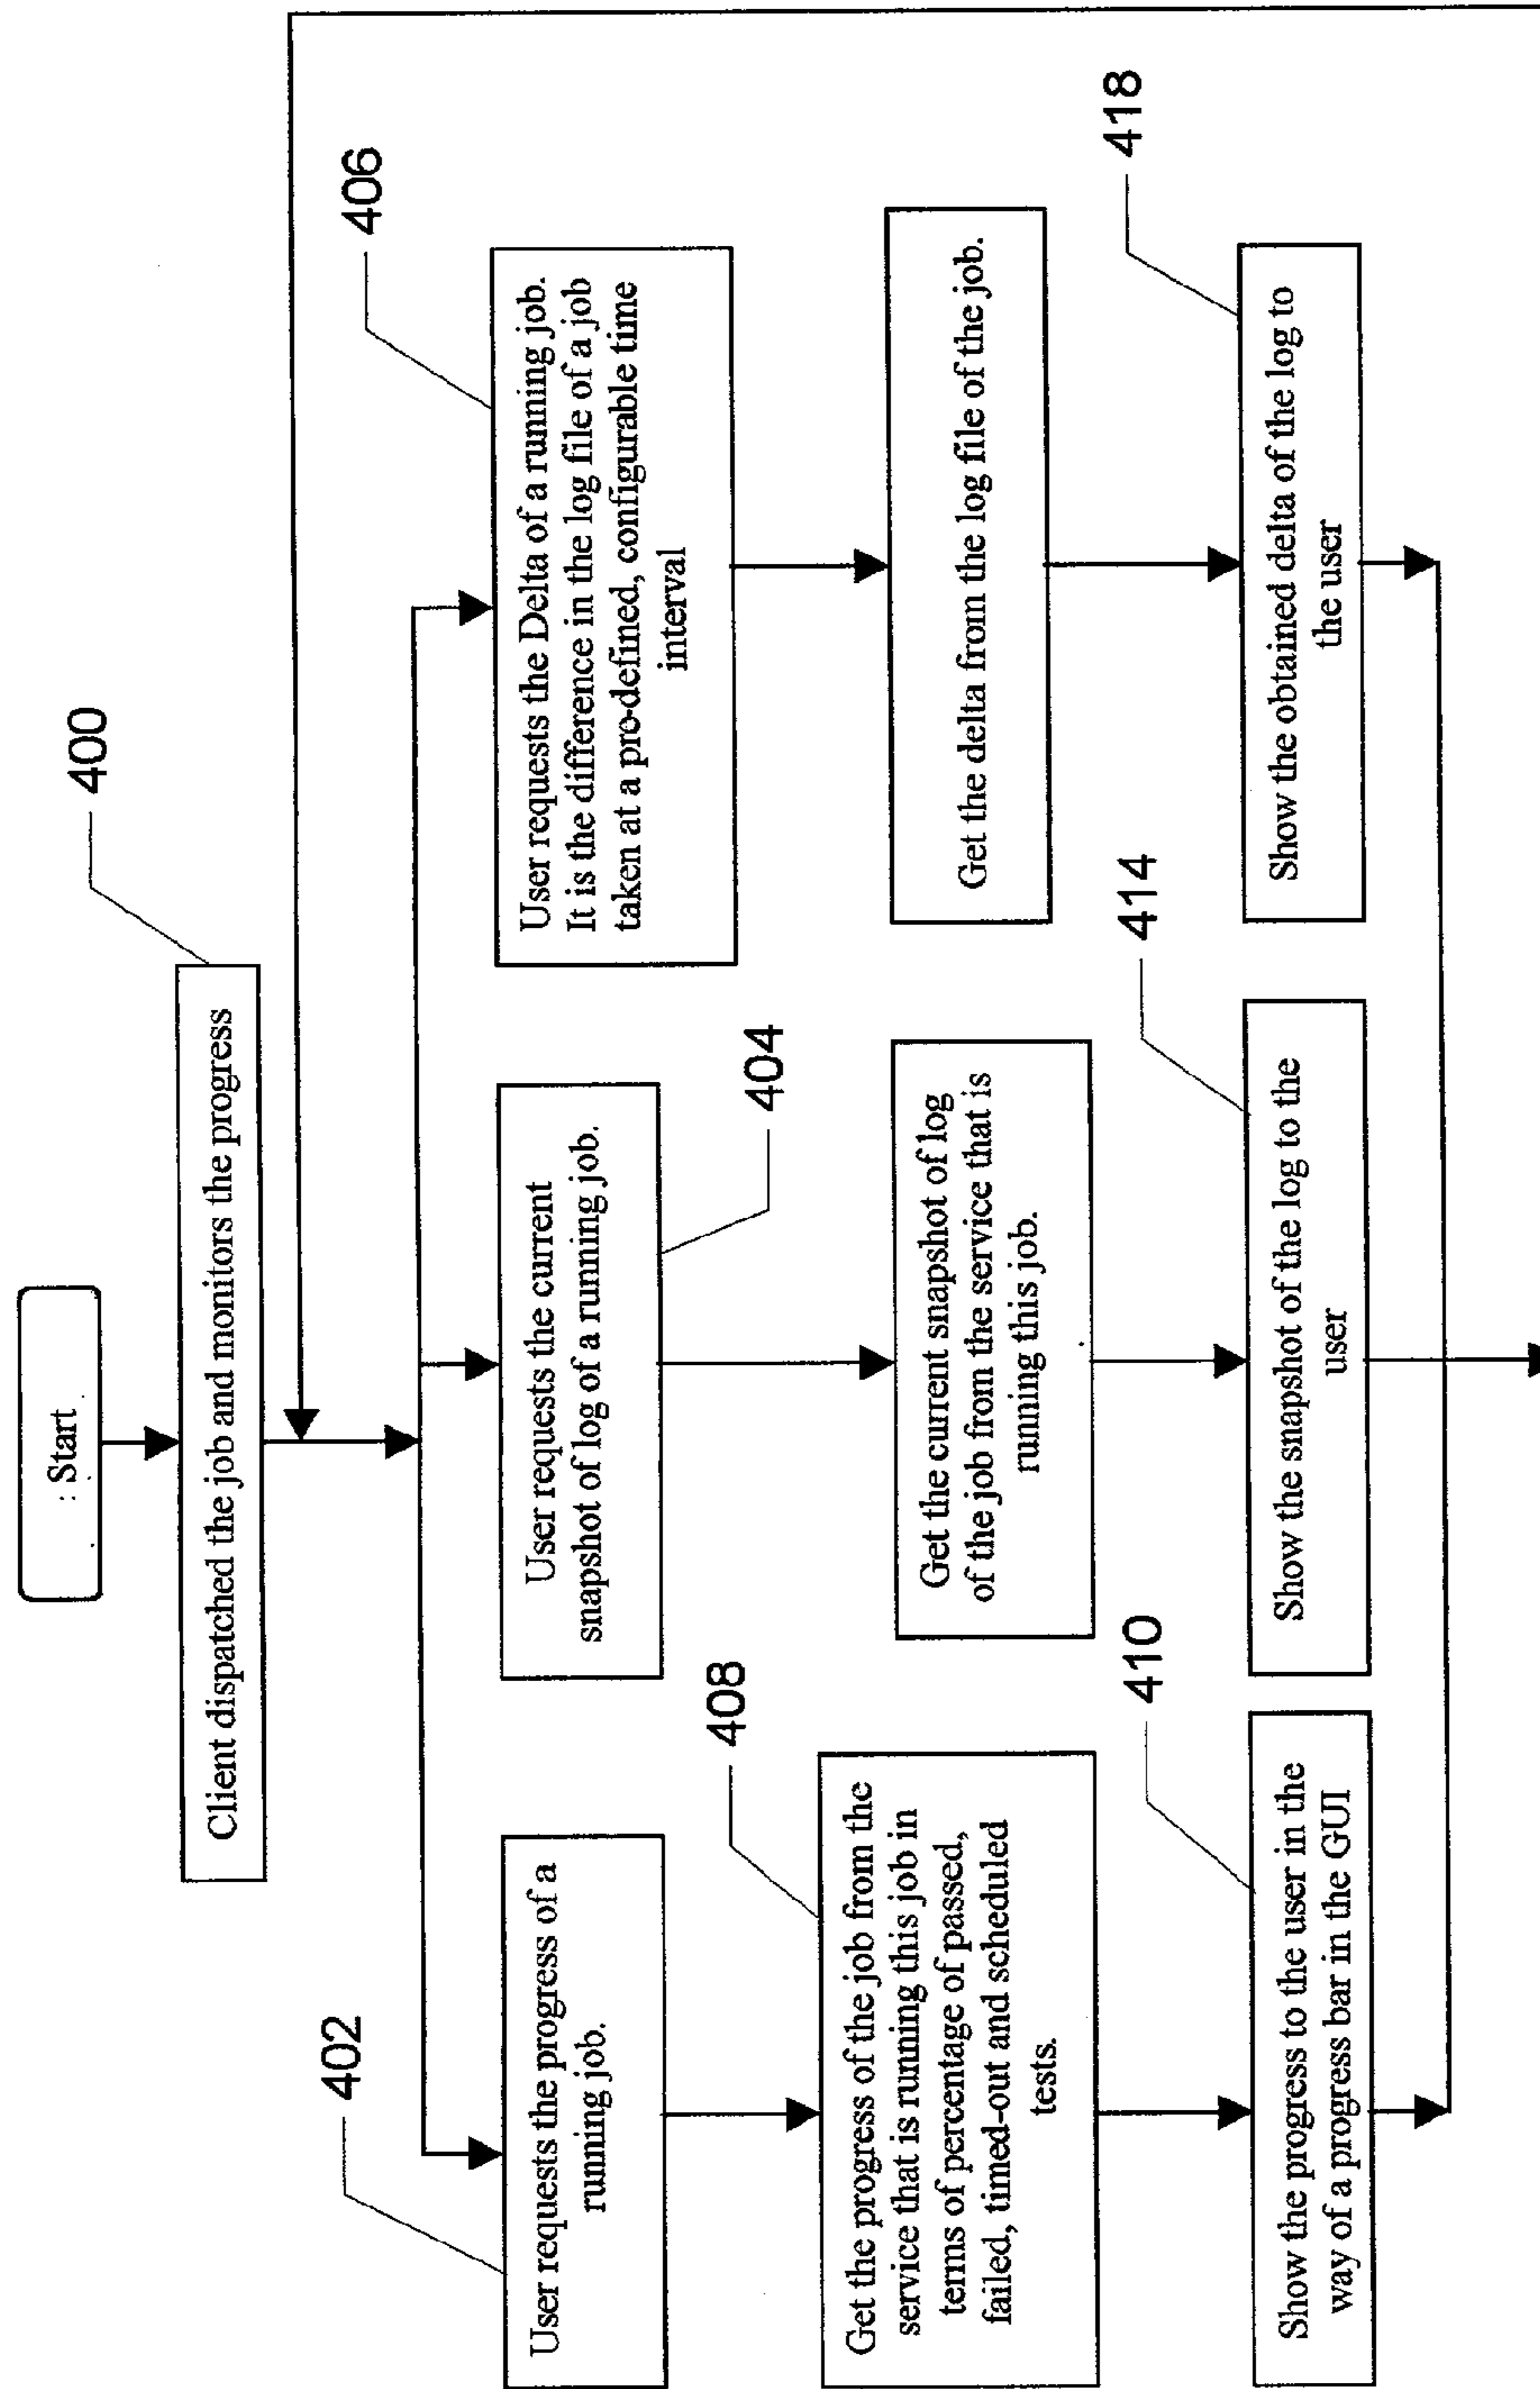 : Start
400
Client dispatched the job and monitors the progress
402
User requests the progress of a
running job.
User requests the current
snapshot of log of a running job.
404
406
User requests the Delta of a running job.
It is the difference in the log file of a job
taken at a pre-defined, configurable time
interval
408
Get the progress of the job from the
service that is running this job in
terms of percentage of passed,
failed, timed-out and scheduled
tests.
Get the current snapshot of log
of the job from the service that is
running this job.
Get the delta from the log file of the job.
410
Show the progress to the user in the
way of a progress bar in the GUI
414
Show the snapshot of the log to the
user
418
Show the obtained delta of the log to
the user